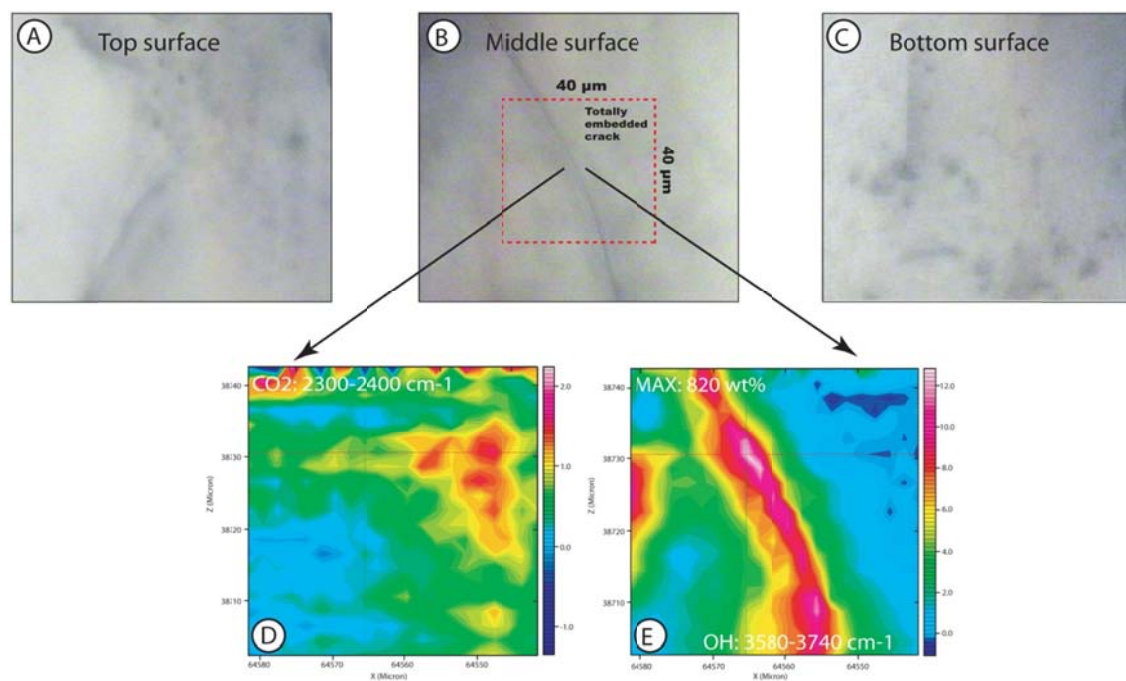 A
Top surface
B
Middle surface
C
Bottom surface
40 µm
Totally
embedded
crack
40 µm
CO2: 2300-2400 cm-1
2.0
1.0
0.0
-1.0
Z (Micron)
X (Micron)
64580
64570
64560
64550
D
MAX: 820 wt%
12.0
10.0
8.0
6.0
4.0
2.0
0.0
38740
38730
38720
38710
Z (Micron)
64580
64570
64560
64550
X (Micron)
E
OH: 3580-3740 cm-1